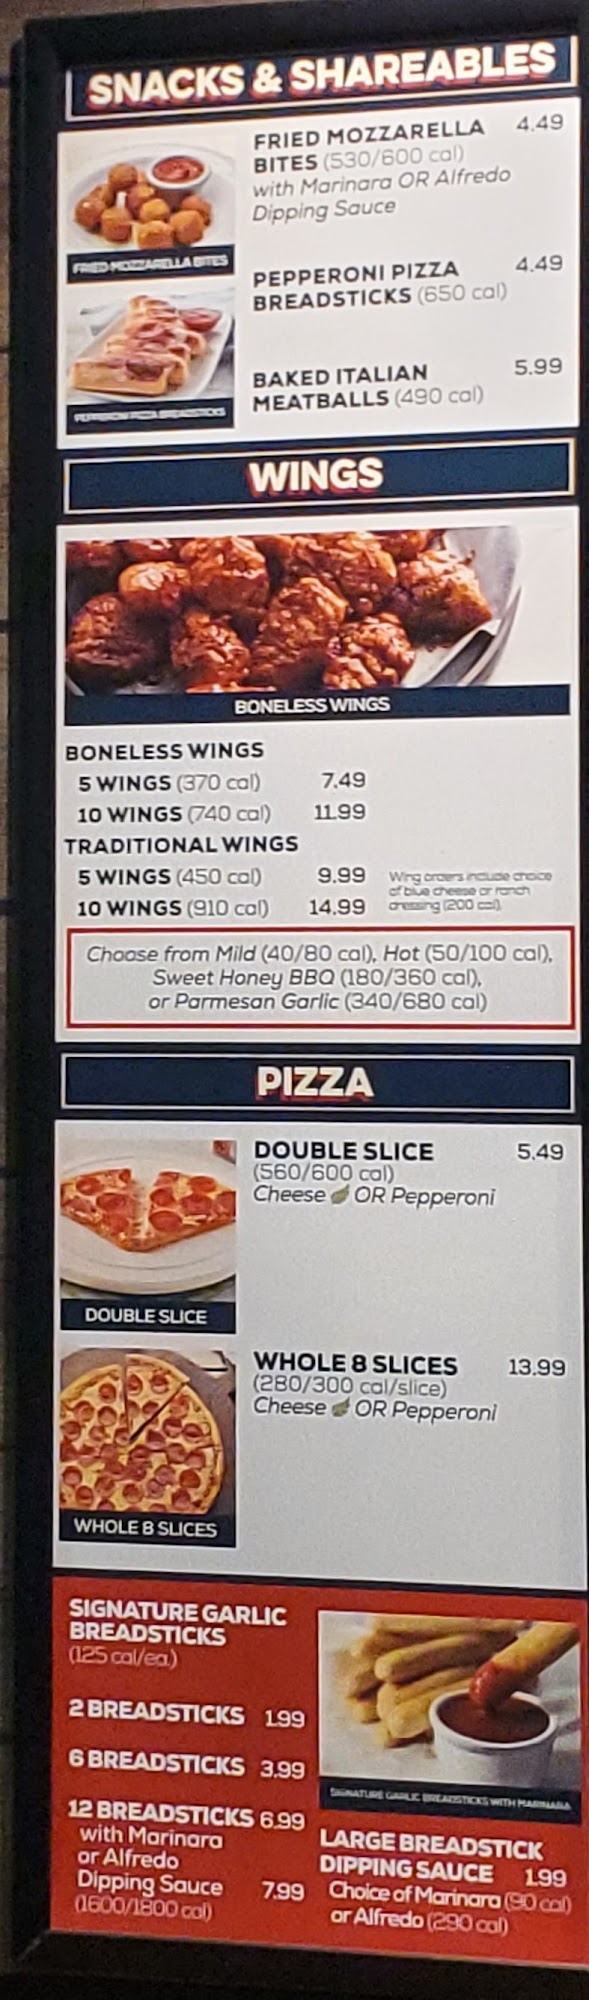 SNACKS & SHAREABLES
FRIED MOZZARELLA 4.49
BITES (530/600 cal)
with Marinara OR Alfredo
Dipping Sauce
FRIED MOZZARELLA BITES
PEPPERONI PIZZA 4.49
BREADSTICKS (650 cal)
BAKED ITALIAN 5.99
MEATBALLS (490 cal)
PEPPERONI PIZZA BREADSTICKS
WINGS
BONELESS WINGS
BONELESS WINGS
5 WINGS (370 cal) 7.49
10 WINGS (740 cal) 11.99
TRADITIONAL WINGS
5 WINGS (450 cal) 9.99
10 WINGS (910 cal) 14.99
Wing orders include choice
of blue cheese or ranch
dressing (200 cal).
Choose from Mild (40/80 cal), Hot (50/100 cal),
Sweet Honey BBQ (180/360 cal),
or Parmesan Garlic (340/680 cal)
PIZZA
DOUBLE SLICE 5.49
(560/600 cal)
Cheese OR Pepperoni
DOUBLE SLICE
WHOLE 8 SLICES 13.99
(280/300 cal/slice)
Cheese OR Pepperoni
WHOLE 8 SLICES
SIGNATURE GARLIC
BREADSTICKS
(125 cal/ea.)
2 BREADSTICKS 1.99
6 BREADSTICKS 3.99
12 BREADSTICKS 6.99
with Marinara
or Alfredo
Dipping Sauce 7.99
(1600/1800 cal)
SIGNATURE GARLIC BREADSTICKS WITH MARINARA
LARGE BREADSTICK
DIPPING SAUCE 1.99
Choice of Marinara (90 cal)
or Alfredo (290 cal)